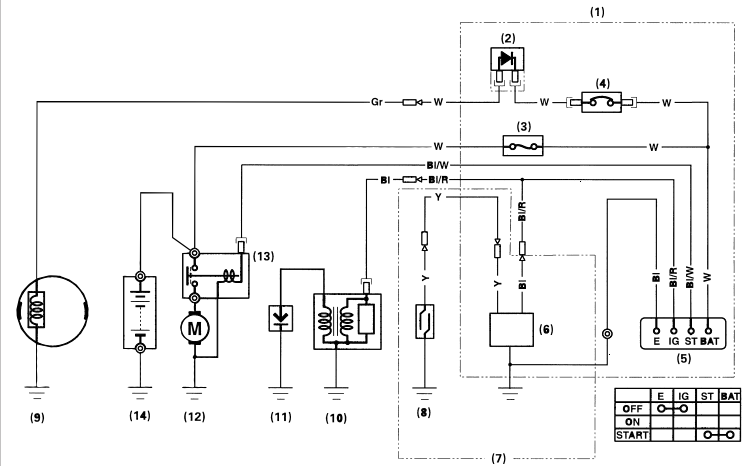 (1)
(2)
(4)
Gr W W W
(3)
W W
Bl/W
Bl Bl/R
Y Bl/R
(13)
Y Y Bl
Bl Bl/R Bl/W W
M
(6)
E IG ST BAT
(5)
(9) (14) (12) (11) (10) (8)
(7)
E IG ST BAT
OFF
ON
START